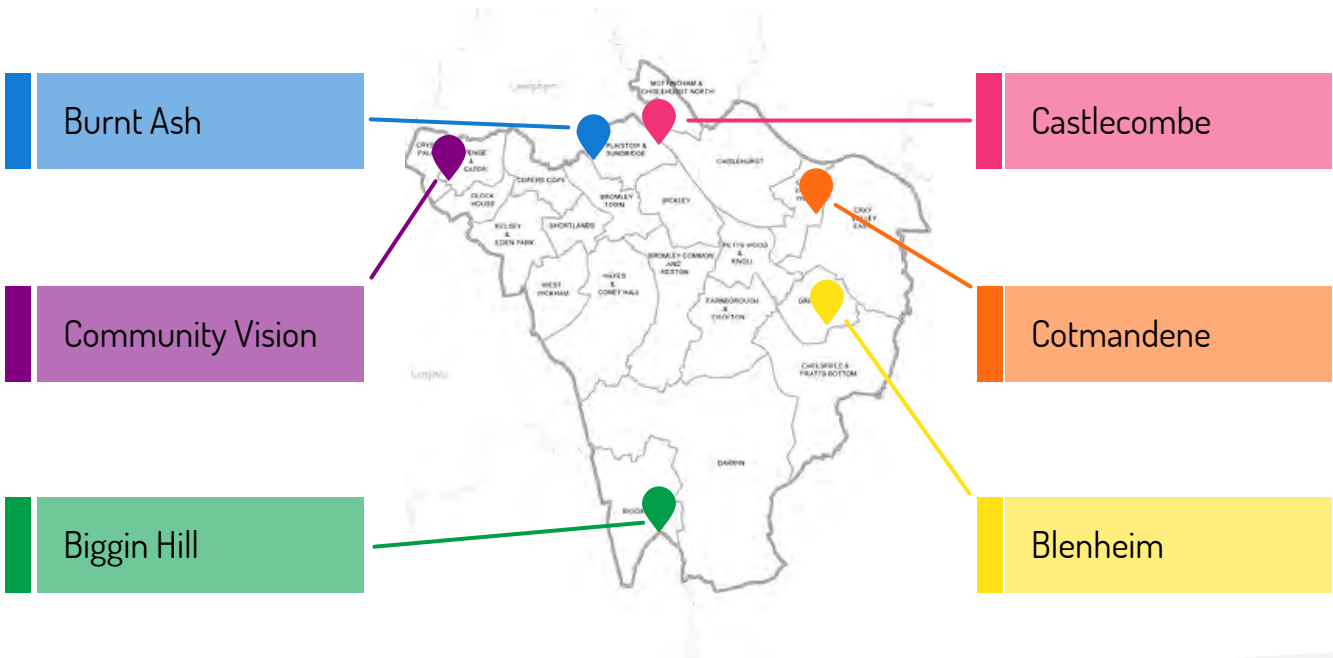 Burnt Ash
Community Vision
Biggin Hill
Castlecombe
Cotmandene
Blenheim
MOTTINGHAM &
CHISLEHURST NORTH
PLAISTOW &
SUNDRIDGE
CHISLEHURST
COPERS COPE
CLOCK
HOUSE
BROMLEY
TOWN
BICKLEY
CRAY
VALLEY
EAST
KELSEY
&
EDEN PARK
SHORTLANDS
PETTS WOOD
&
KNOLL
BROMLEY COMMON
AND
KESTON
WEST
WICKHAM
HAYES
&
CONEY HALL
FARNBOROUGH
&
CROFTON
CHELSFIELD &
PRATTS BOTTOM
DARWIN